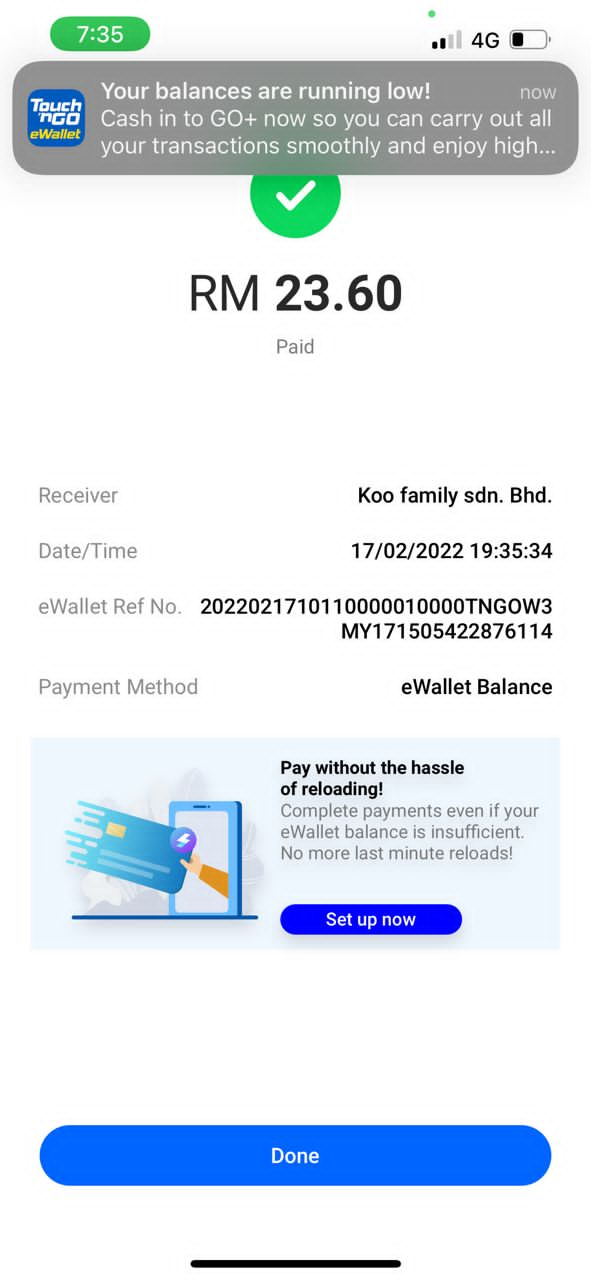 7:35
4G
Touch
'nGO
eWallet
Your balances are running low!
now
Cash in to GO+ now so you can carry out all
your transactions smoothly and enjoy high...
RM 23.60
Paid
Receiver
Koo family sdn. Bhd.
Date/Time
17/02/2022 19:35:34
eWallet Ref No.
2022021710110000010000TNGOW3
MY171505422876114
Payment Method
eWallet Balance
Pay without the hassle
of reloading!
Complete payments even if your
eWallet balance is insufficient.
No more last minute reloads!
Set up now
Done